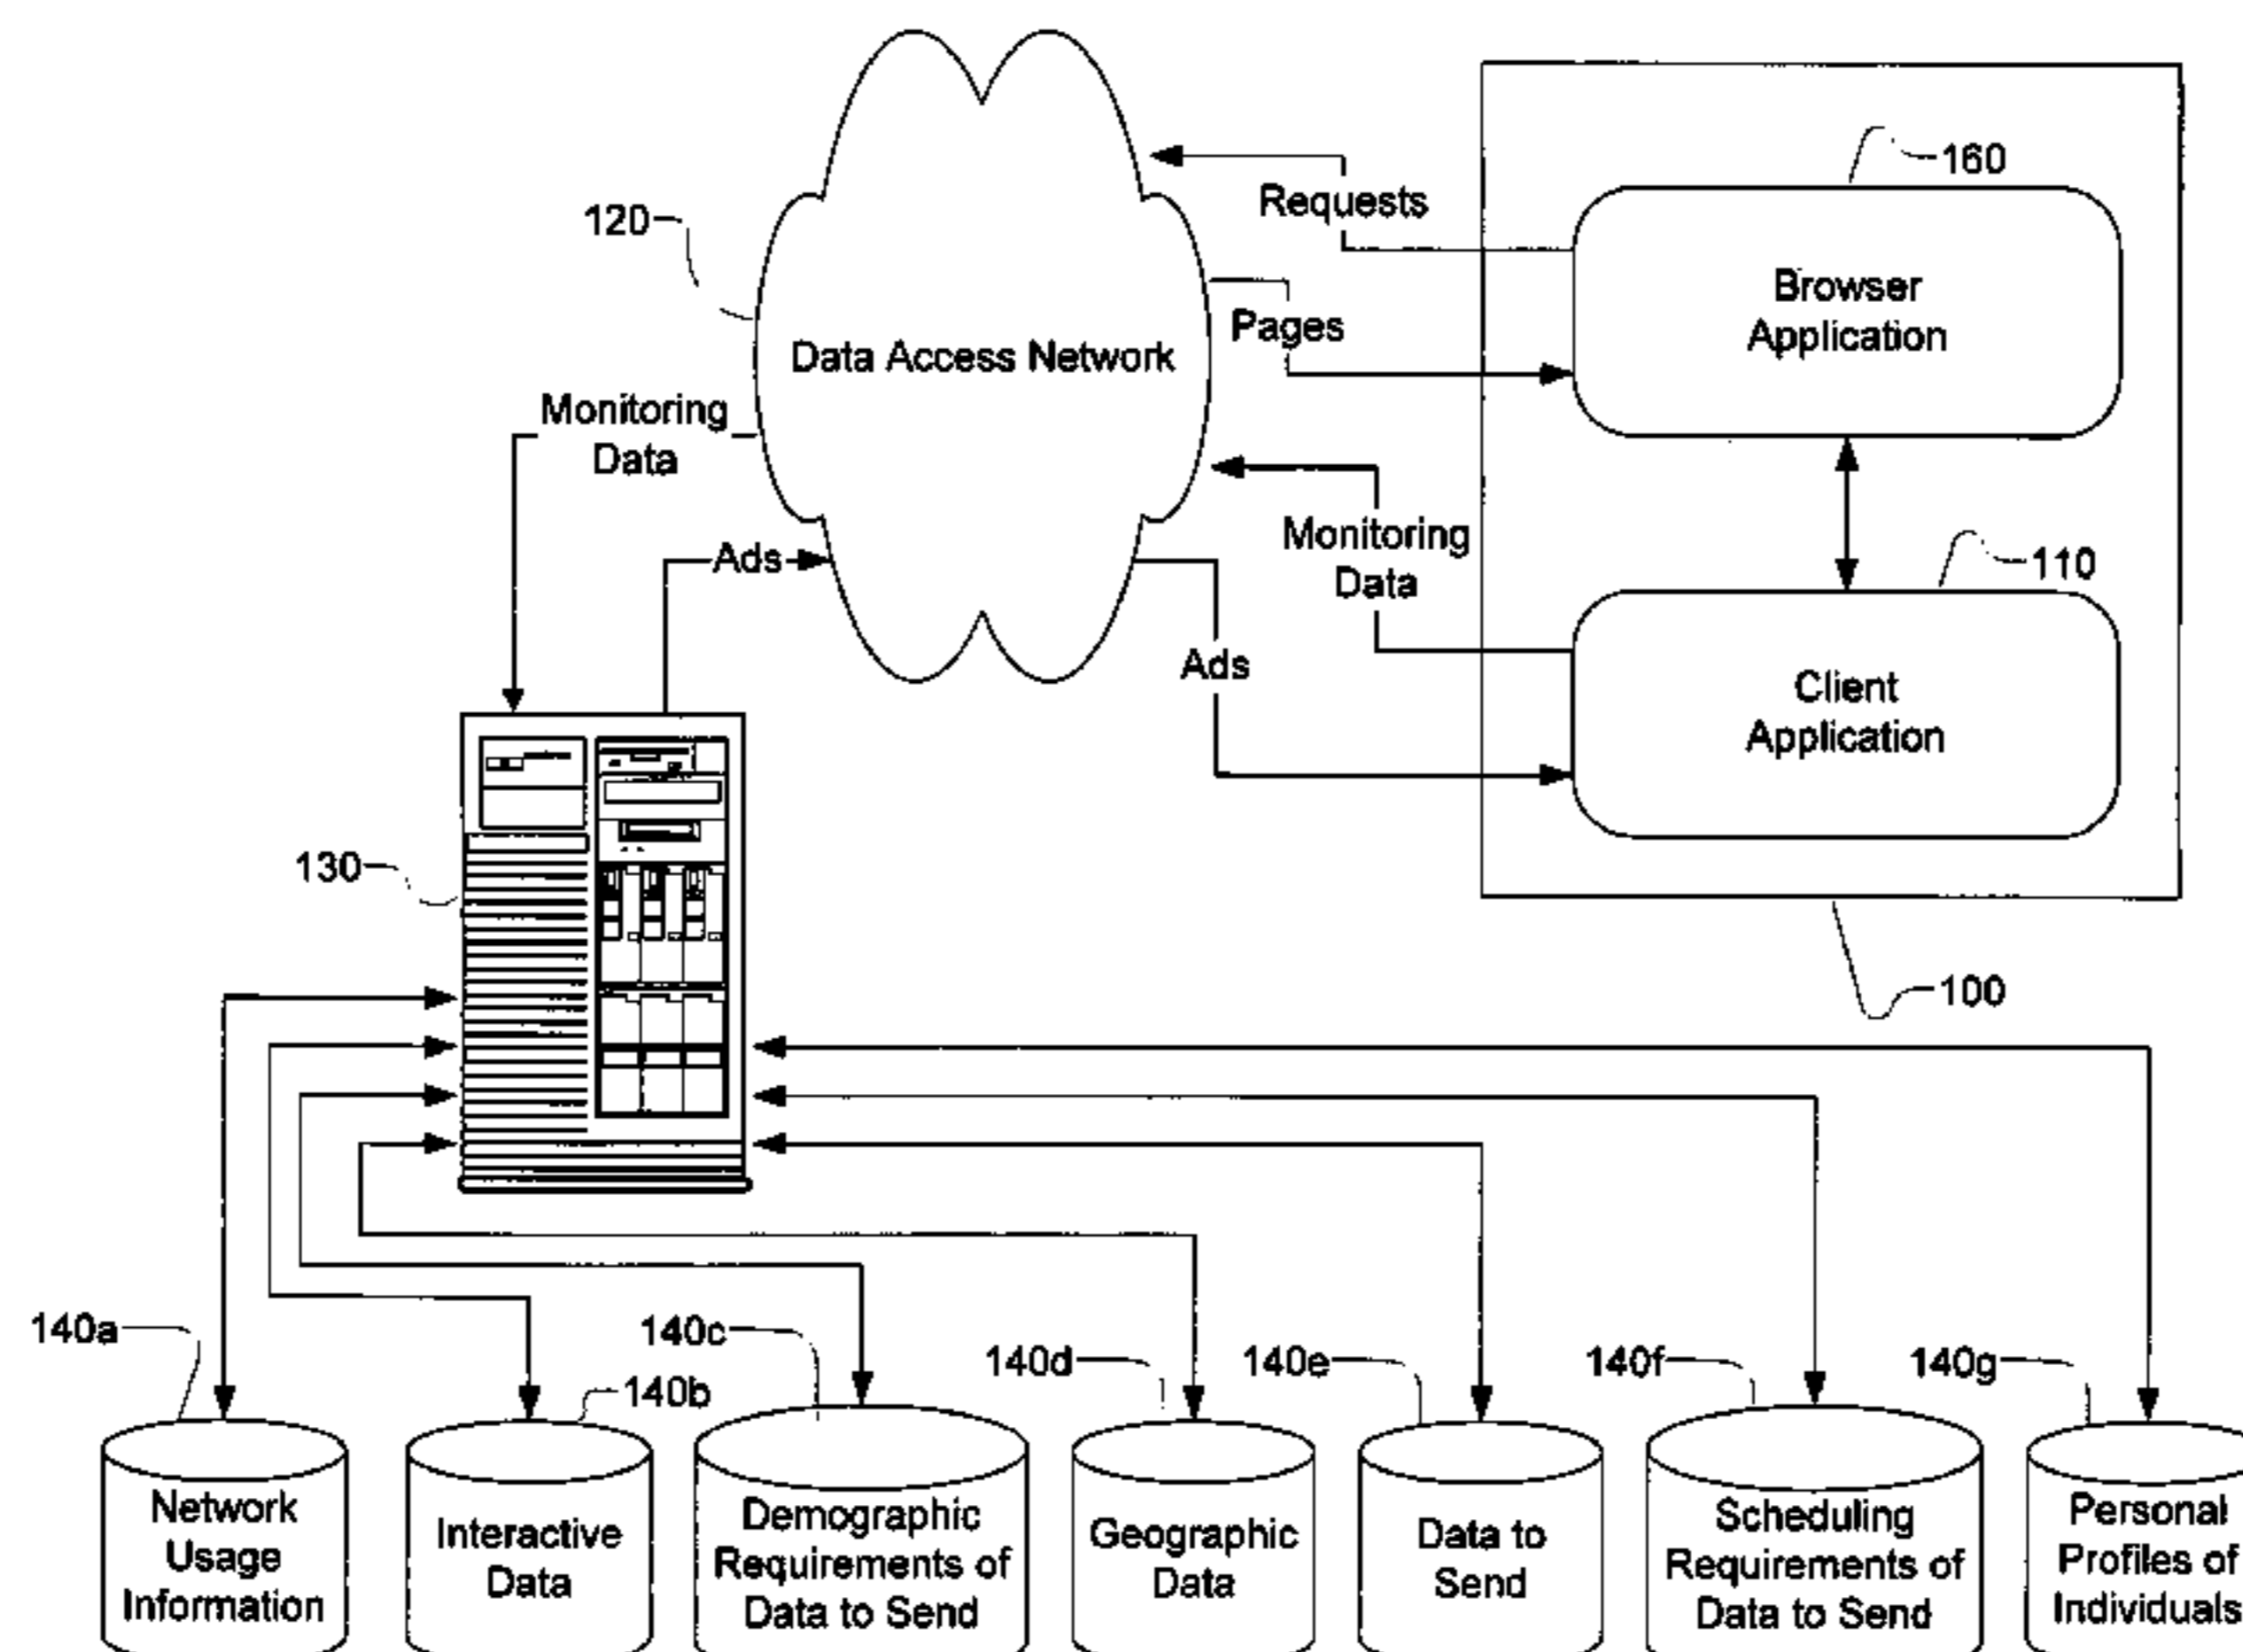 160
Requests
120
Browser
Application
Pages
Data Access Network
Monitoring
Data
Monitoring
Data
Ads
110
Ads
Client
Application
130
100
140a
140c
140d
140e
140f
140g
140b
Network
Usage
Information
Interactive
Data
Demographic
Requirements of
Data to Send
Geographic
Data
Data to
Send
Scheduling
Requirements of
Data to Send
Personal
Profiles of
Individuals